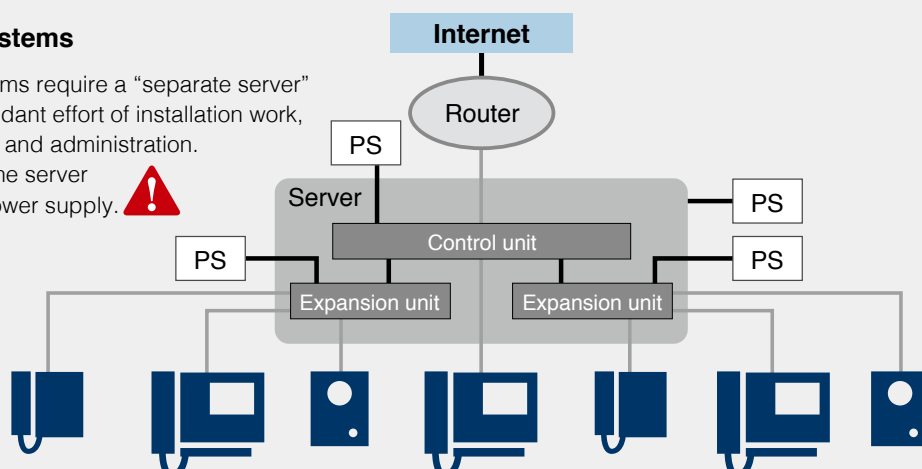 stems
ms require a “separate server”
dant effort of installation work,
and administration.
ne server
ower supply.
Internet
Router
PS
Server
PS
Control unit
PS
PS
Expansion unit
Expansion unit